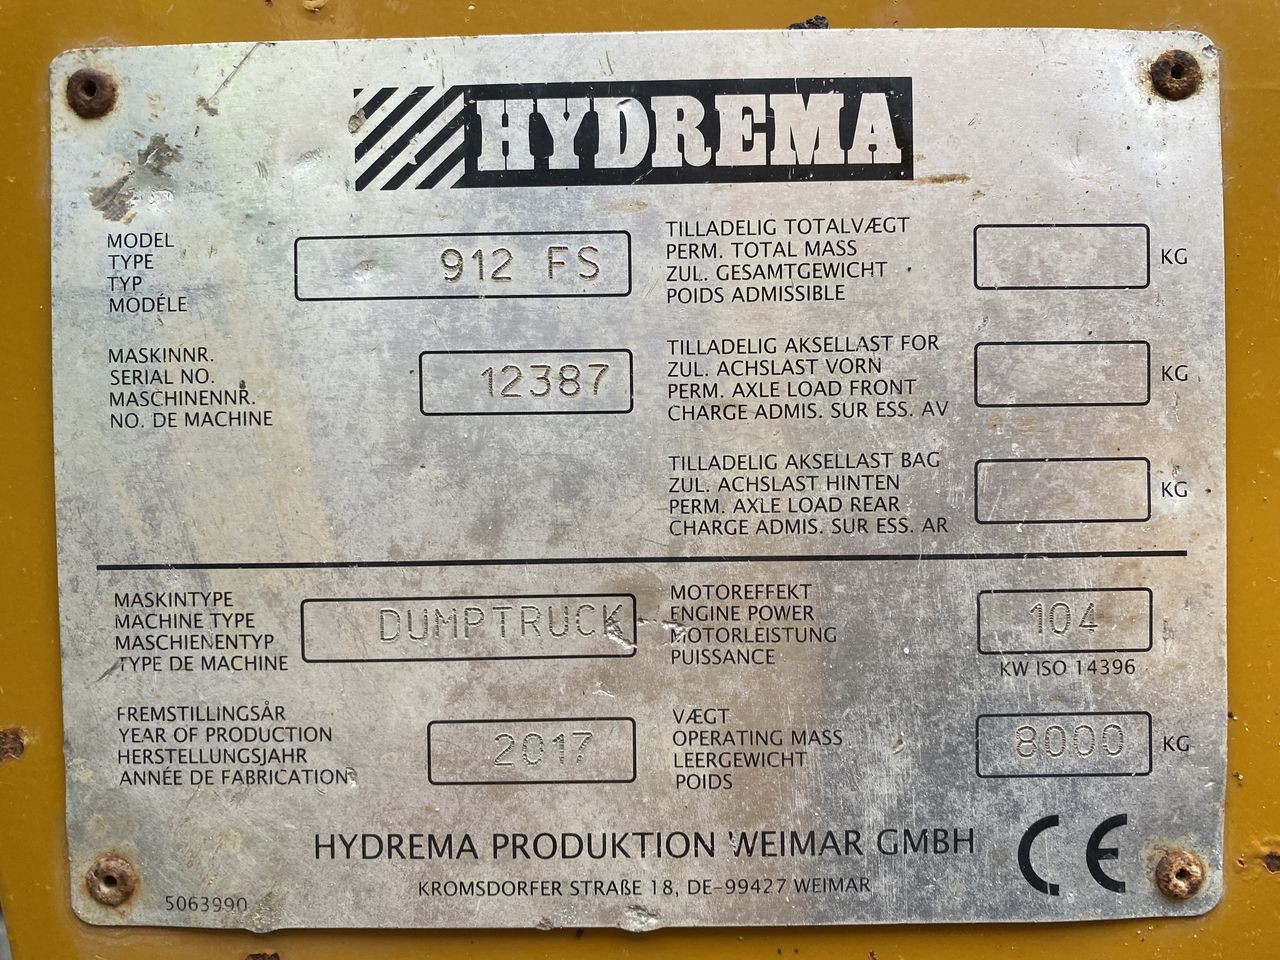 HYDREMA
MODEL
TYPE
TYP
MODÉLE
912 FS
TILLADELIG TOTALVÆGT
PERM. TOTAL MASS
ZUL. GESAMTGEWICHT
POIDS ADMISSIBLE
KG
MASKINNR.
SERIAL NO.
MASCHINENNR.
NO. DE MACHINE
12387
TILLADELIG AKSELLAST FOR
ZUL. ACHSLAST VORN
PERM. AXLE LOAD FRONT
CHARGE ADMIS. SUR ESS. AV
KG
TILLADELIG AKSELLAST BAG
ZUL. ACHSLAST HINTEN
PERM. AXLE LOAD REAR
CHARGE ADMIS. SUR ESS. AR
KG
MASKINTYPE
MACHINE TYPE
MASCHIENENTYP
TYPE DE MACHINE
DUMPTRUCK
MOTOREFFEKT
ENGINE POWER
MOTORLEISTUNG
PUISSANCE
104
KW ISO 14396
FREMSTILLINGSÅR
YEAR OF PRODUCTION
HERSTELLUNGSJAHR
ANNÉE DE FABRICATION
2017
VÆGT
OPERATING MASS
LEERGEWICHT
POIDS
8000
KG
HYDREMA PRODUKTION WEIMAR GMBH
KROMSDORFER STRAßE 18, DE-99427 WEIMAR
CE
5063990